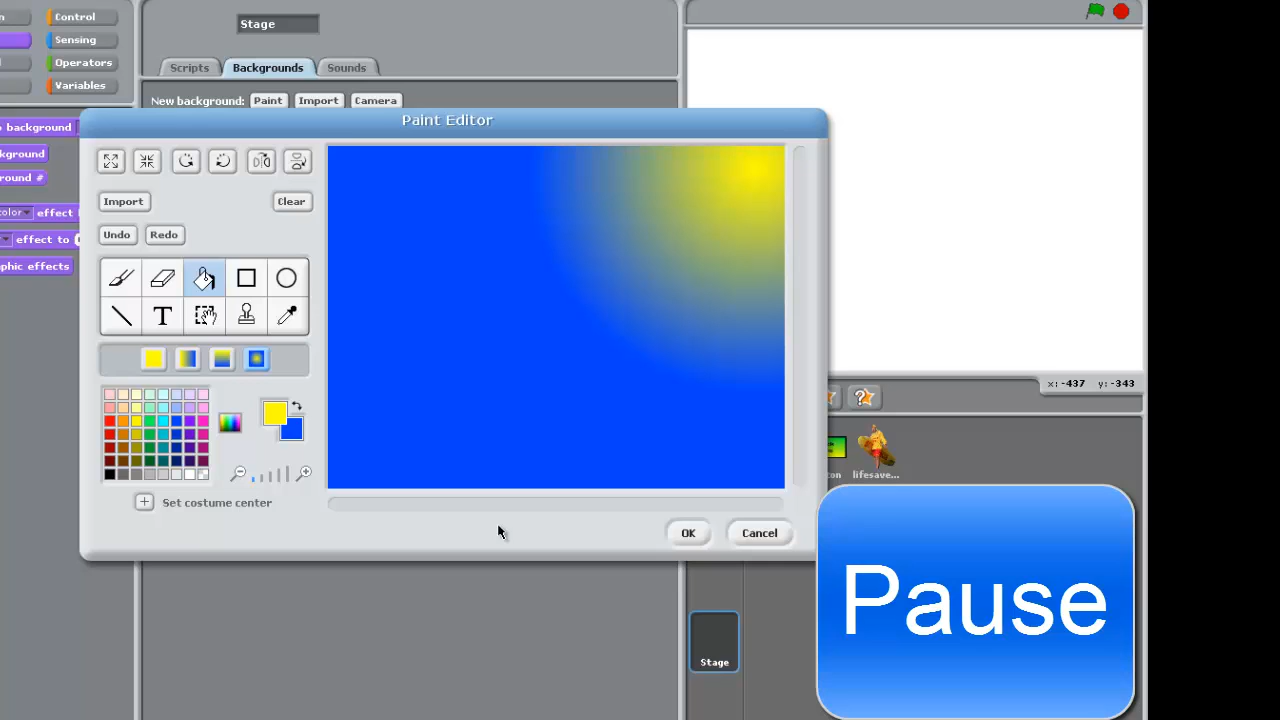 Control
Stage
Sensing
Operators
Scripts
Backgrounds
Sounds
Variables
New background:
Paint
Import
Camera
Paint Editor
background
kground
round #
color
effect
effect to
phic effects
Import
Clear
Undo
Redo
T
x: -437 y: -343
lifesave...
Set costume center
OK
Cancel
Pause
Stage